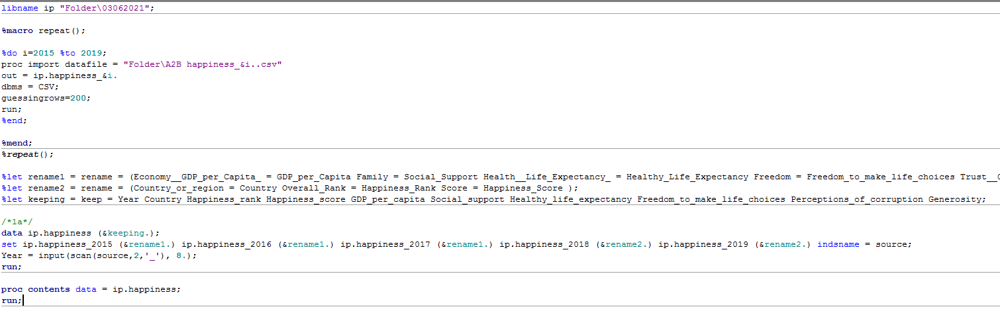 libname ip "Folder\03062021";
%macro repeat();
%do i=2015 %to 2019;
proc import datafile = "Folder\A2B happiness_&i..csv"
out = ip.happiness_&i.
dbms = CSV;
guessingrows=200;
run;
%end;
%mend;
%repeat();
%let rename1 = rename = (Economy__GDP_per_Capita_ = GDP_per_Capita Family = Social_Support Health__Life_Expectancy_ = Healthy_Life_Expectancy Freedom = Freedom_to_make_life_choices Trust__
%let rename2 = rename = (Country_or_region = Country Overall_Rank = Happiness_Rank Score = Happiness_Score );
%let keeping = keep = Year Country Happiness_rank Happiness_score GDP_per_capita Social_support Healthy_life_expectancy Freedom_to_make_life_choices Perceptions_of_corruption Generosity;
/*1a*/
data ip.happiness (&keeping.);
set ip.happiness_2015 (&rename1.) ip.happiness_2016 (&rename1.) ip.happiness_2017 (&rename1.) ip.happiness_2018 (&rename2.) ip.happiness_2019 (&rename2.) indsname = source;
Year = input(scan(source,2,'_'), 8.);
run;
proc contents data = ip.happiness;
run;